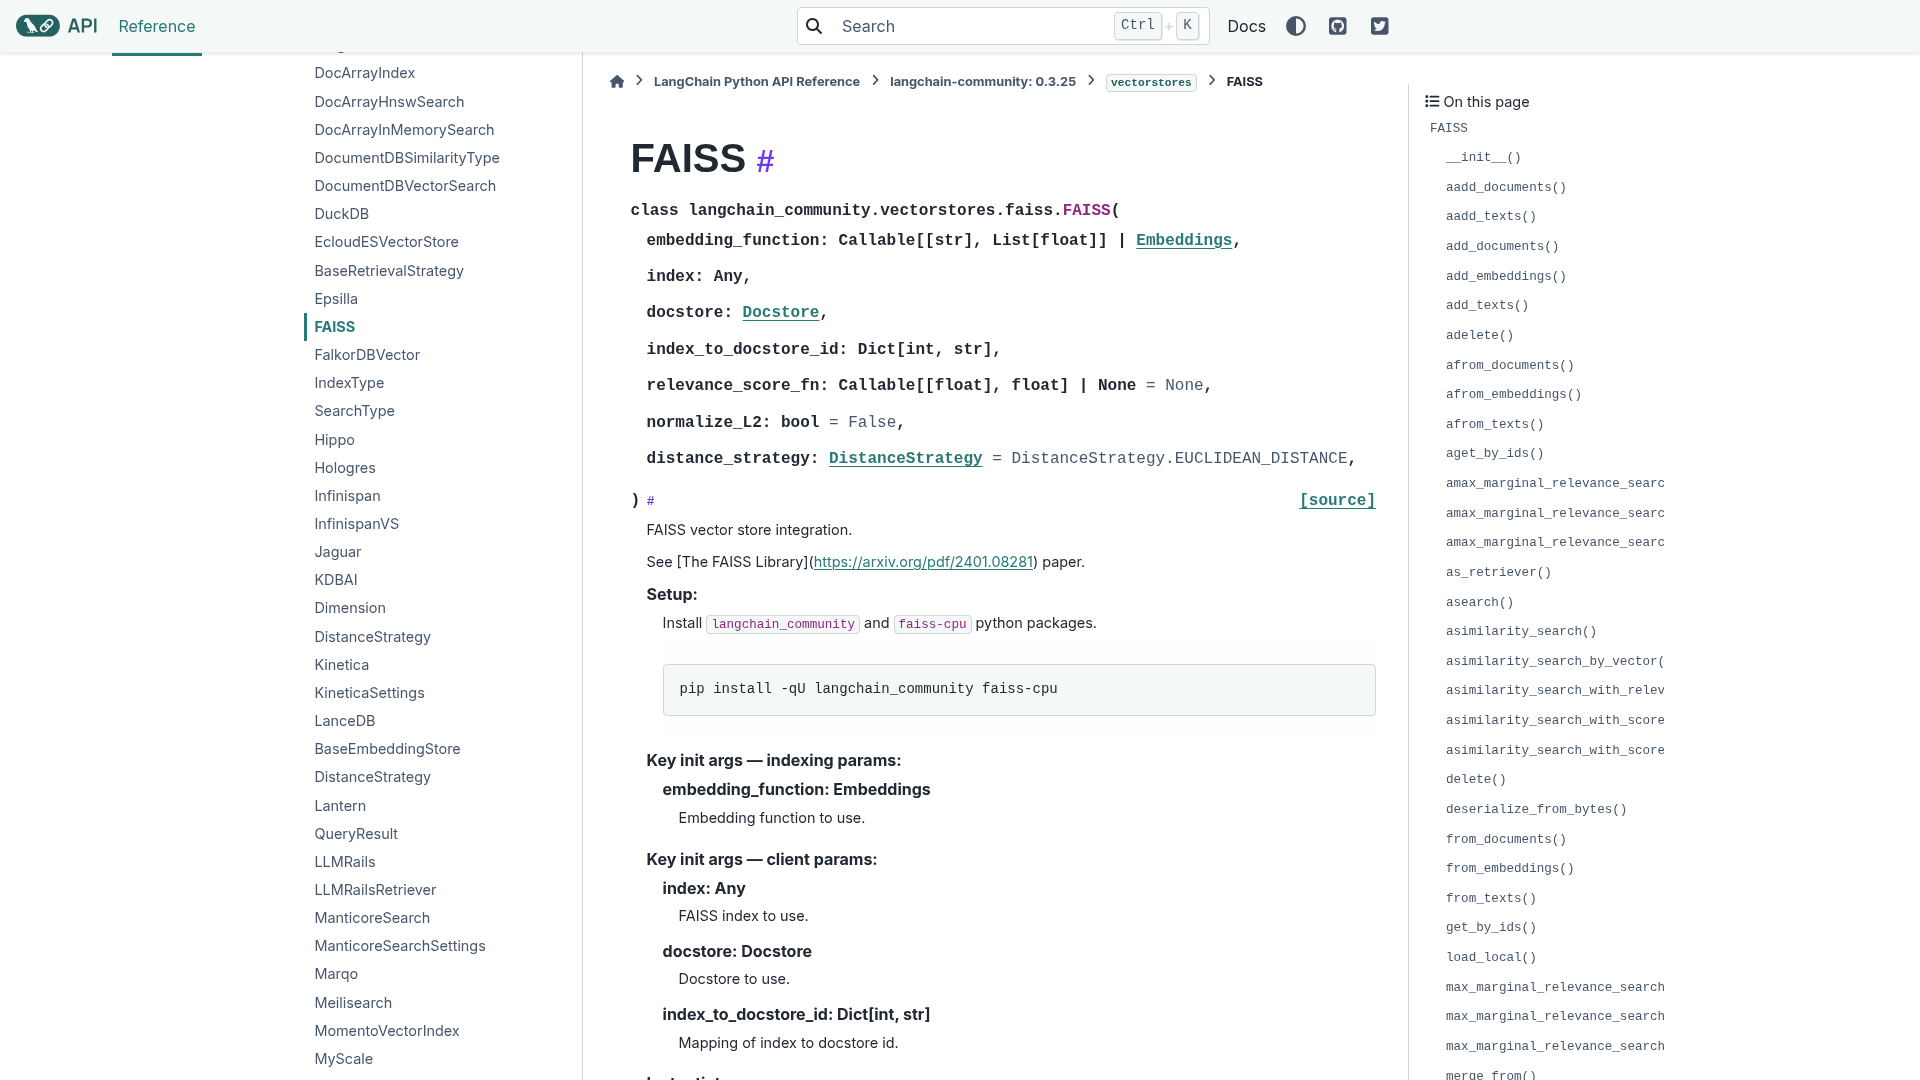 API
Reference
Search
Ctrl + K
Docs
DocArrayIndex
DocArrayHnswSearch
DocArrayInMemorySearch
DocumentDBSimilarityType
DocumentDBVectorSearch
DuckDB
EcloudESVectorStore
BaseRetrievalStrategy
Epsilla
FAISS
FalkorDBVector
IndexType
SearchType
Hippo
Hologres
Infinispan
InfinispanVS
Jaguar
KDBAI
Dimension
DistanceStrategy
Kinetica
KineticaSettings
LanceDB
BaseEmbeddingStore
DistanceStrategy
Lantern
QueryResult
LLMRails
LLMRailsRetriever
ManticoreSearch
ManticoreSearchSettings
Marqo
Meilisearch
MomentoVectorIndex
MyScale
LangChain Python API Reference > langchain-community: 0.3.25 > vectorstores > FAISS
FAISS #
class langchain_community.vectorstores.faiss.FAISS(
embedding_function: Callable[[str], List[float]] | Embeddings,
index: Any,
docstore: Docstore,
index_to_docstore_id: Dict[int, str],
relevance_score_fn: Callable[[float], float] | None = None,
normalize_L2: bool = False,
distance_strategy: DistanceStrategy = DistanceStrategy.EUCLIDEAN_DISTANCE,
) # [source]
FAISS vector store integration.
See [The FAISS Library](https://arxiv.org/pdf/2401.08281) paper.
Setup:
Install langchain_community and faiss-cpu python packages.
pip install -qU langchain_community faiss-cpu
Key init args — indexing params:
embedding_function: Embeddings
Embedding function to use.
Key init args — client params:
index: Any
FAISS index to use.
docstore: Docstore
Docstore to use.
index_to_docstore_id: Dict[int, str]
Mapping of index to docstore id.
On this page
FAISS
__init__()
aadd_documents()
aadd_texts()
add_documents()
add_embeddings()
add_texts()
adelete()
afrom_documents()
afrom_embeddings()
afrom_texts()
aget_by_ids()
amax_marginal_relevance_searc
amax_marginal_relevance_searc
amax_marginal_relevance_searc
as_retriever()
asearch()
asimilarity_search()
asimilarity_search_by_vector(
asimilarity_search_with_relev
asimilarity_search_with_score
asimilarity_search_with_score
delete()
deserialize_from_bytes()
from_documents()
from_embeddings()
from_texts()
get_by_ids()
load_local()
max_marginal_relevance_search
max_marginal_relevance_search
max_marginal_relevance_search
merge_from()